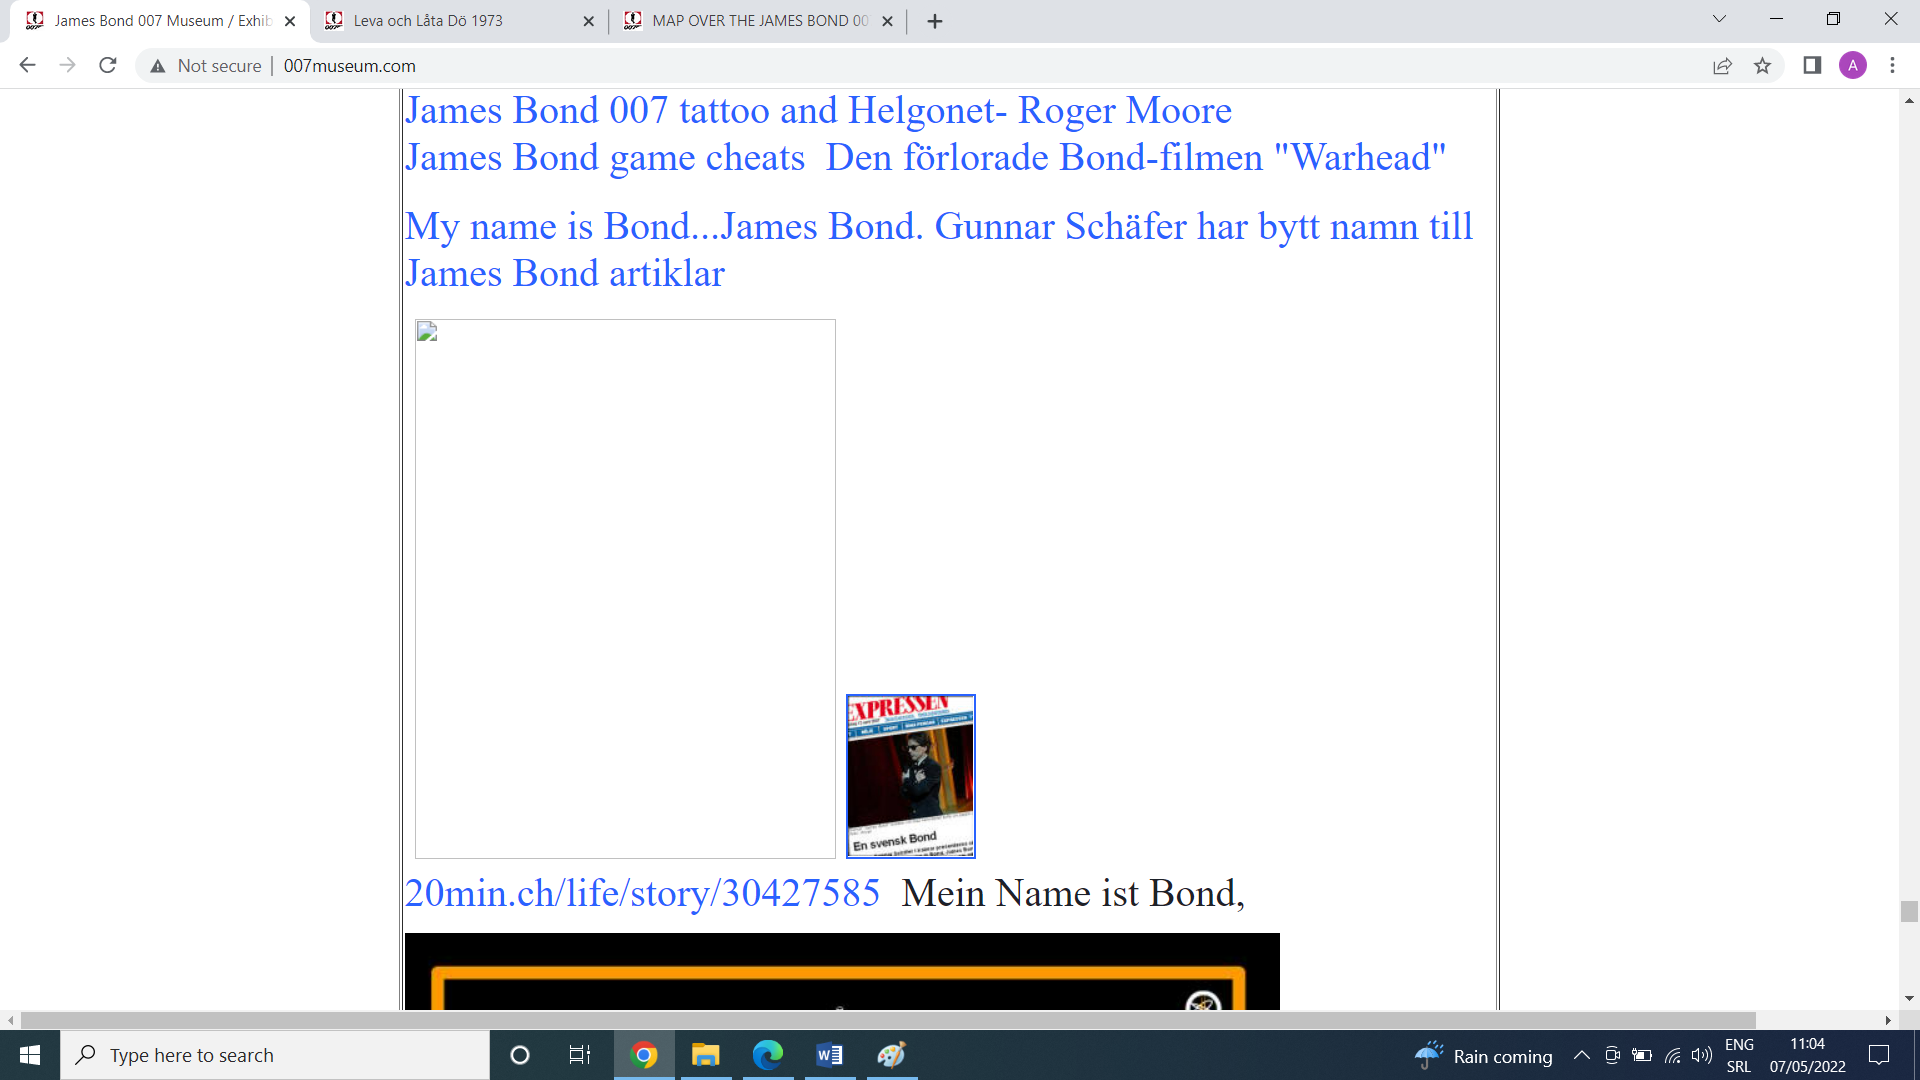 James Bond 007 Museum / Exhib
Leva och Låta Dö 1973
MAP OVER THE JAMES BOND 00
Not secure
007museum.com
A
James Bond 007 tattoo and Helgonet- Roger Moore
James Bond game cheats  Den förlorade Bond-filmen "Warhead"
My name is Bond...James Bond. Gunnar Schäfer har bytt namn till
James Bond artiklar
EXPRESSEN
En svensk Bond
20min.ch/life/story/30427585  Mein Name ist Bond,
Type here to search
Rain coming
ENG
SRL
11:04
07/05/2022